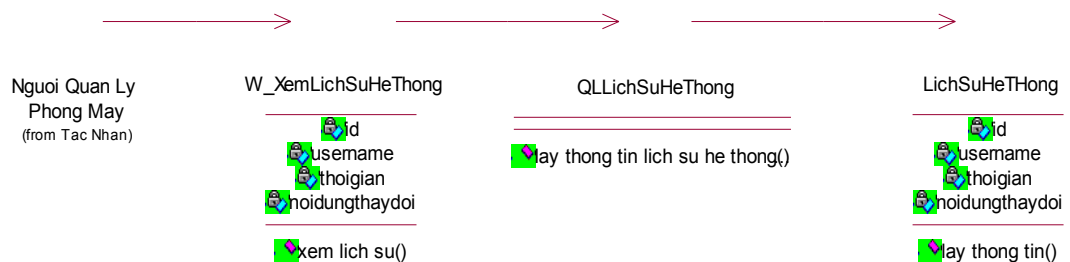 Nguoi Quan Ly
Phong May
(from Tac Nhan)
W_XemLichSuHeThong
id
username
thoigian
noidungthaydoi
xem lich su()
QLLichSuHeThong
lay thong tin lich su he thong()
LichSuHeTHong
id
username
thoigian
noidungthaydoi
lay thong tin()